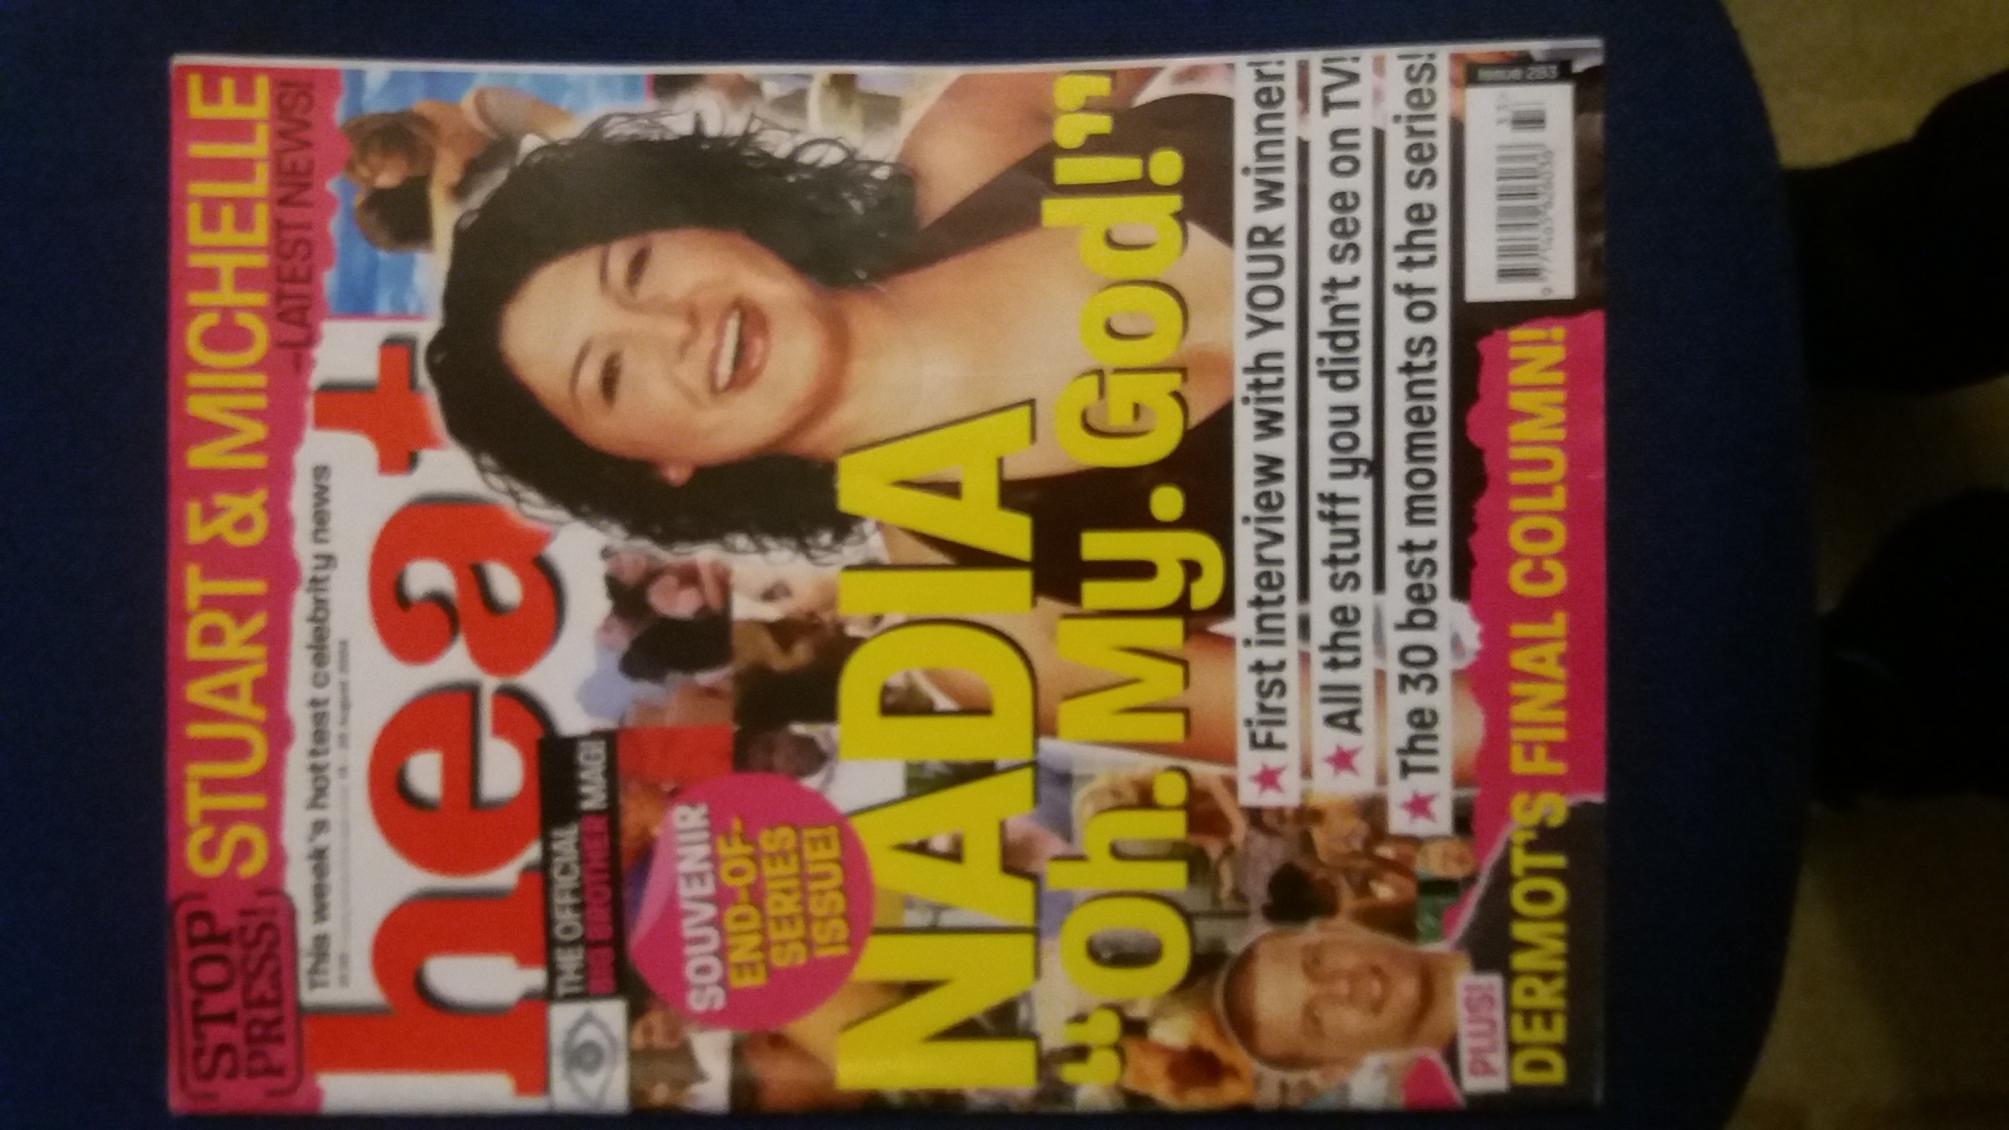 STOP
PRESS!
STUART & MICHELLE
-LATEST NEWS!
This week's hottest celebrity news
August 2004
heat
THE OFFICIAL
BIG BROTHER MAG!
SOUVENIR
END-OF-
SERIES
ISSUE!
NADIA
"Oh. My. God!"
★ First interview with YOUR winner!
★ All the stuff you didn't see on TV!
★ The 30 best moments of the series!
PLUS!
DERMOT'S FINAL COLUMN!
Issue 283